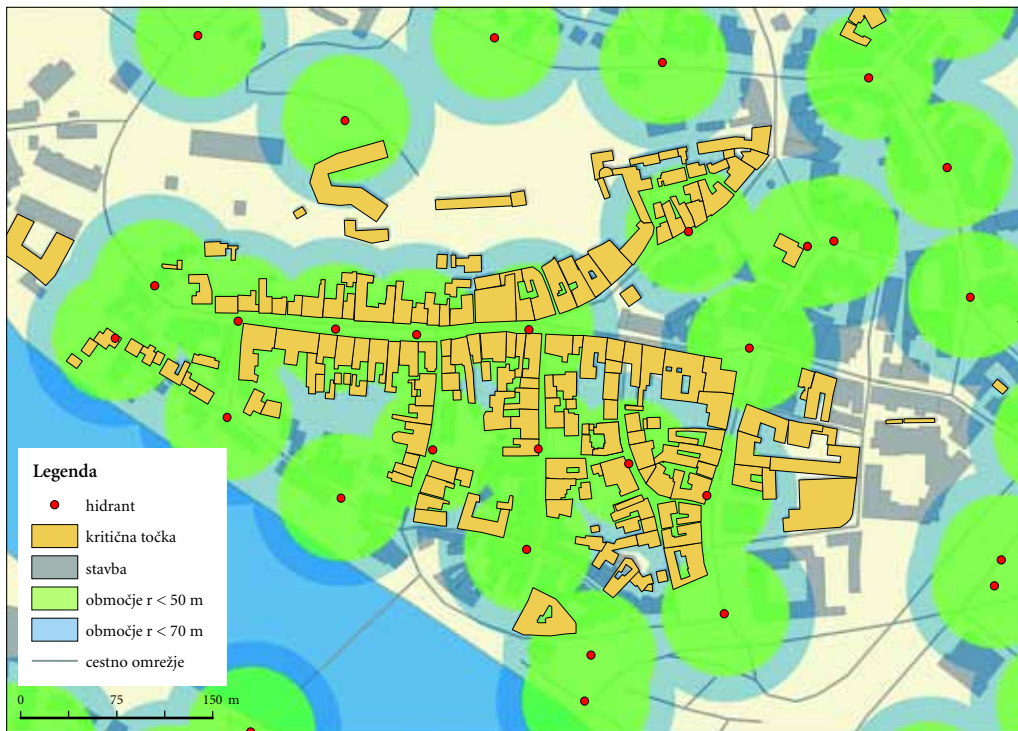 Legenda
hidrant
kritična točka
stavba
območje r < 50 m
območje r < 70 m
cestno omrežje
0 75 150 m